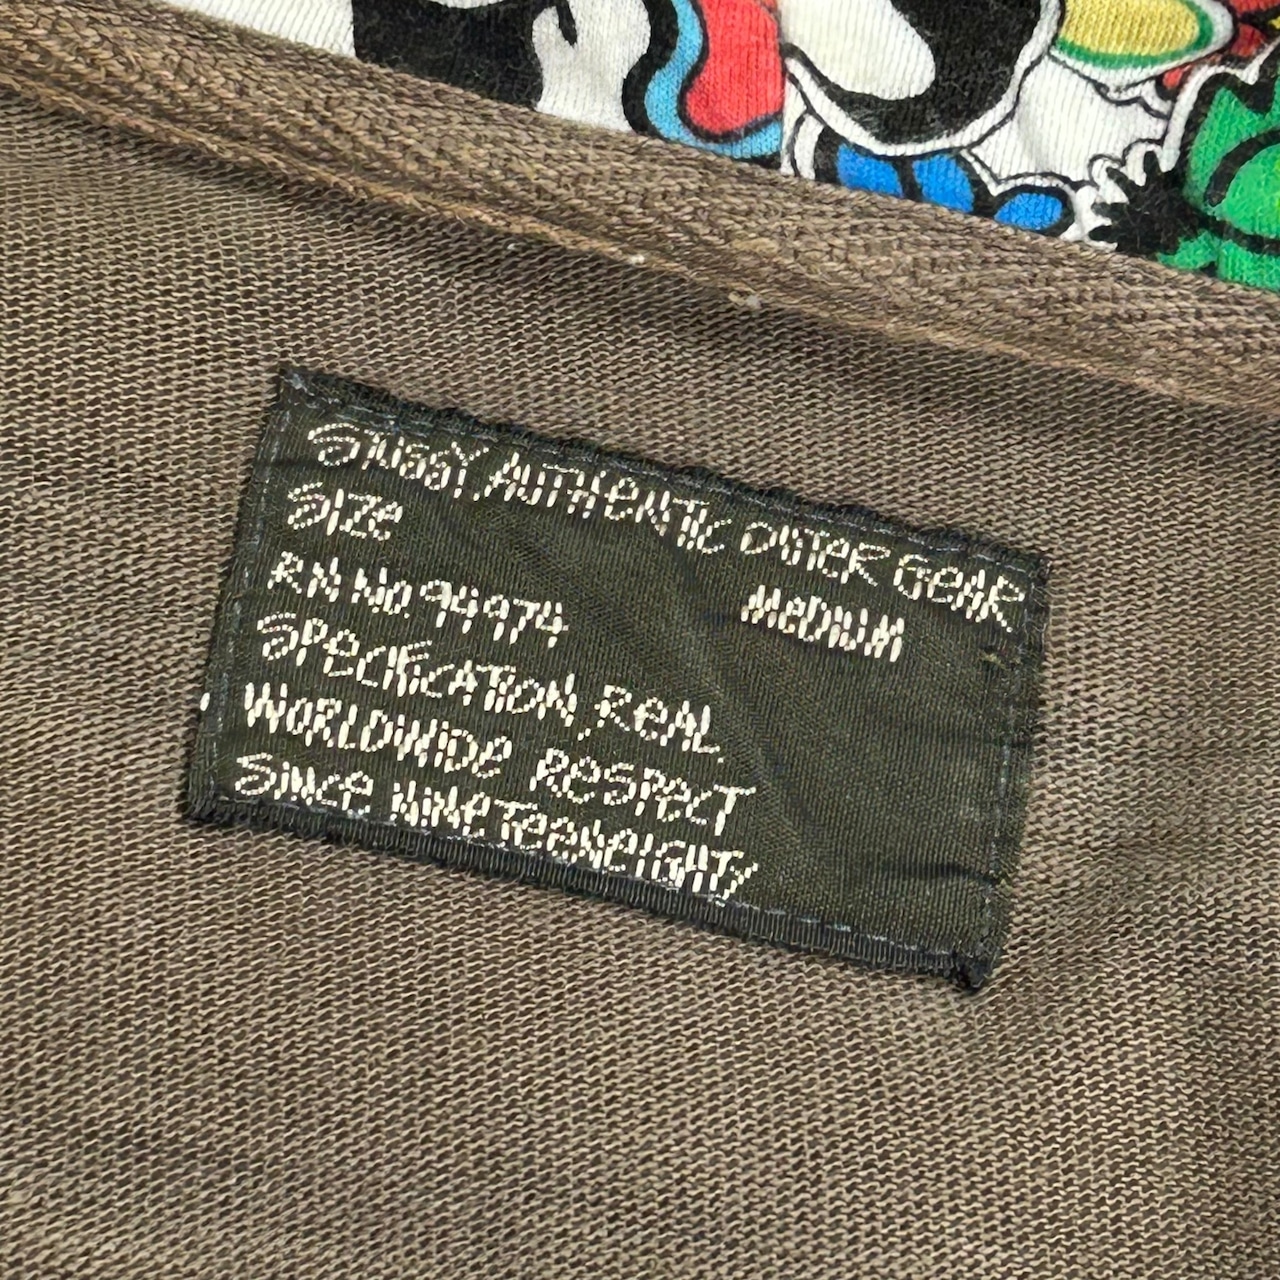 STUSSY. AUTHENTIC OUTER GEAR
SIZE MEDIUM
RN NO. 94974
SPECIFICATION REAL.
WORLDWIDE RESPECT
SINCE NINETEENEIGHTY